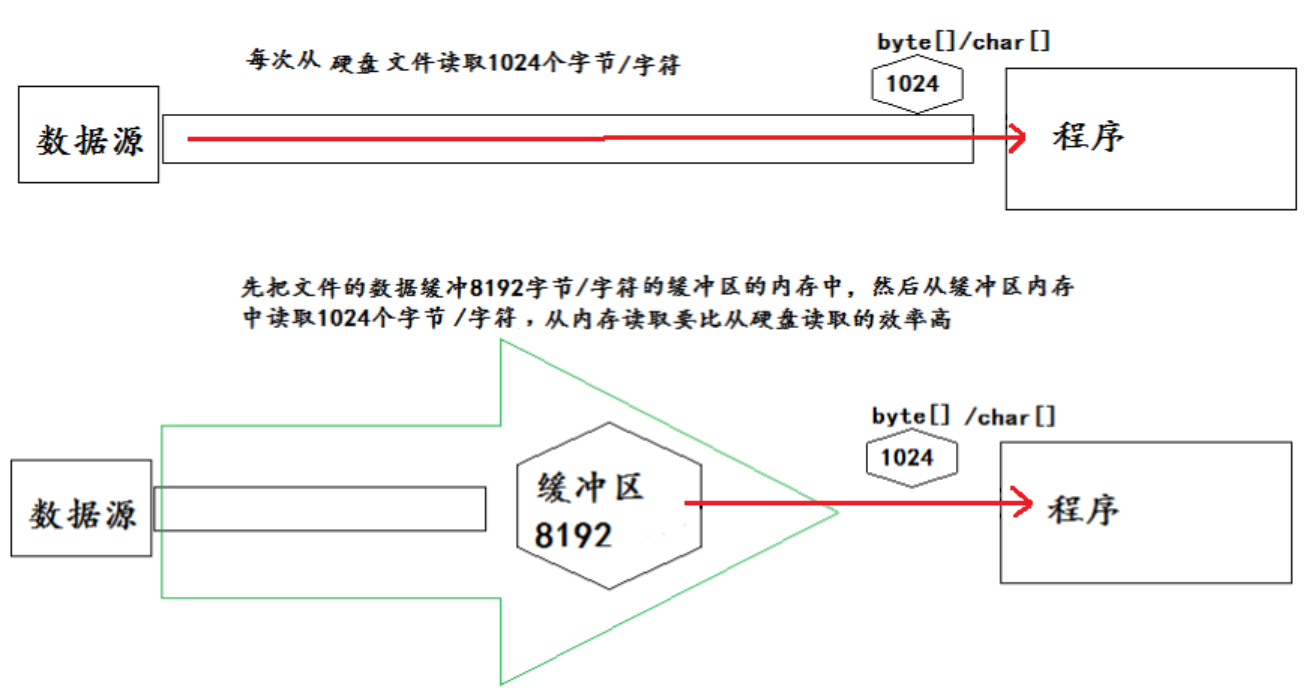 byte[]/char[]
每次从 硬盘 文件读取1024个字节/字符
1024
数据源
程序
先把文件的数据缓冲8192字节/字符的缓冲区的内存中，然后从缓冲区内存
中读取1024个字节 /字符，从内存读取要比从硬盘读取的效率高
byte[] /char[]
1024
缓冲区
8192
数据源
程序